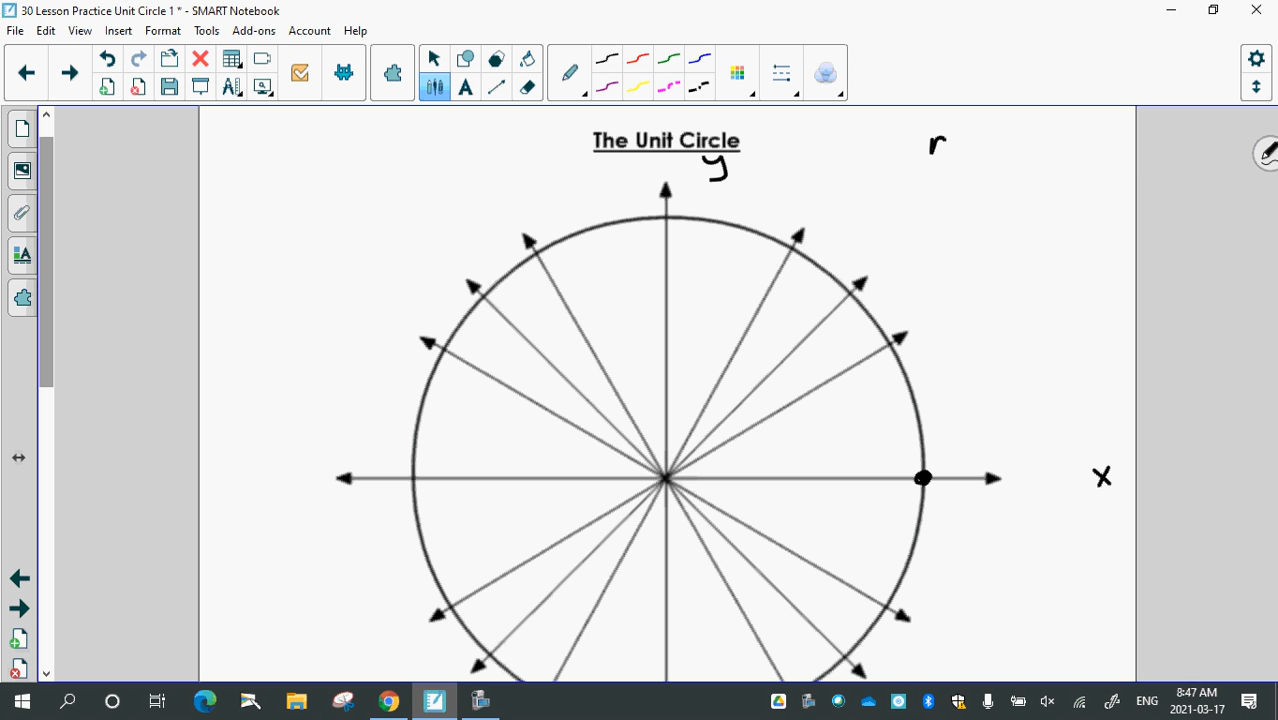 30 Lesson Practice Unit Circle 1 * - SMART Notebook
File Edit View Insert Format Tools Add-ons Account Help
The Unit Circle
r
y
x
ENG
8:47 AM
2021-03-17